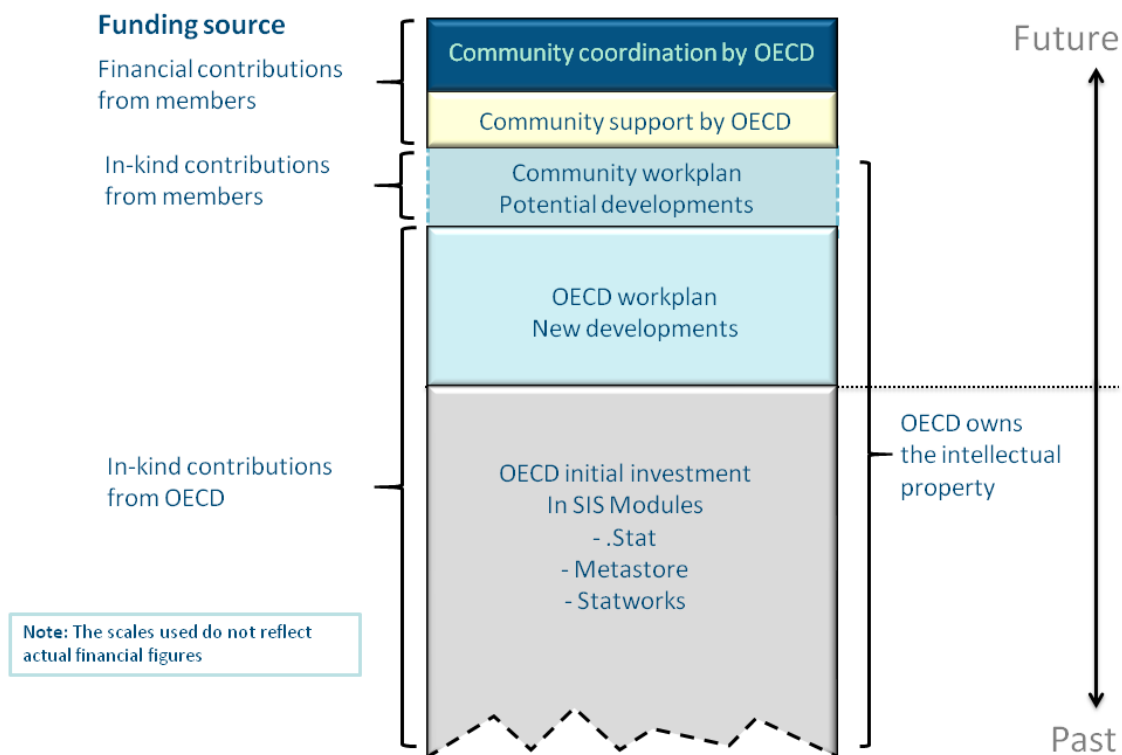 Funding source
Financial contributions
from members
In-kind contributions
from members
In-kind contributions
from OECD
Note: The scales used do not reflect
actual financial figures
Community coordination by OECD
Community support by OECD
Community workplan
Potential developments
OECD workplan
New developments
OECD initial investment
In SIS Modules
- .Stat
- Metastore
- Statworks
OECD owns
the intellectual
property
Future
Past